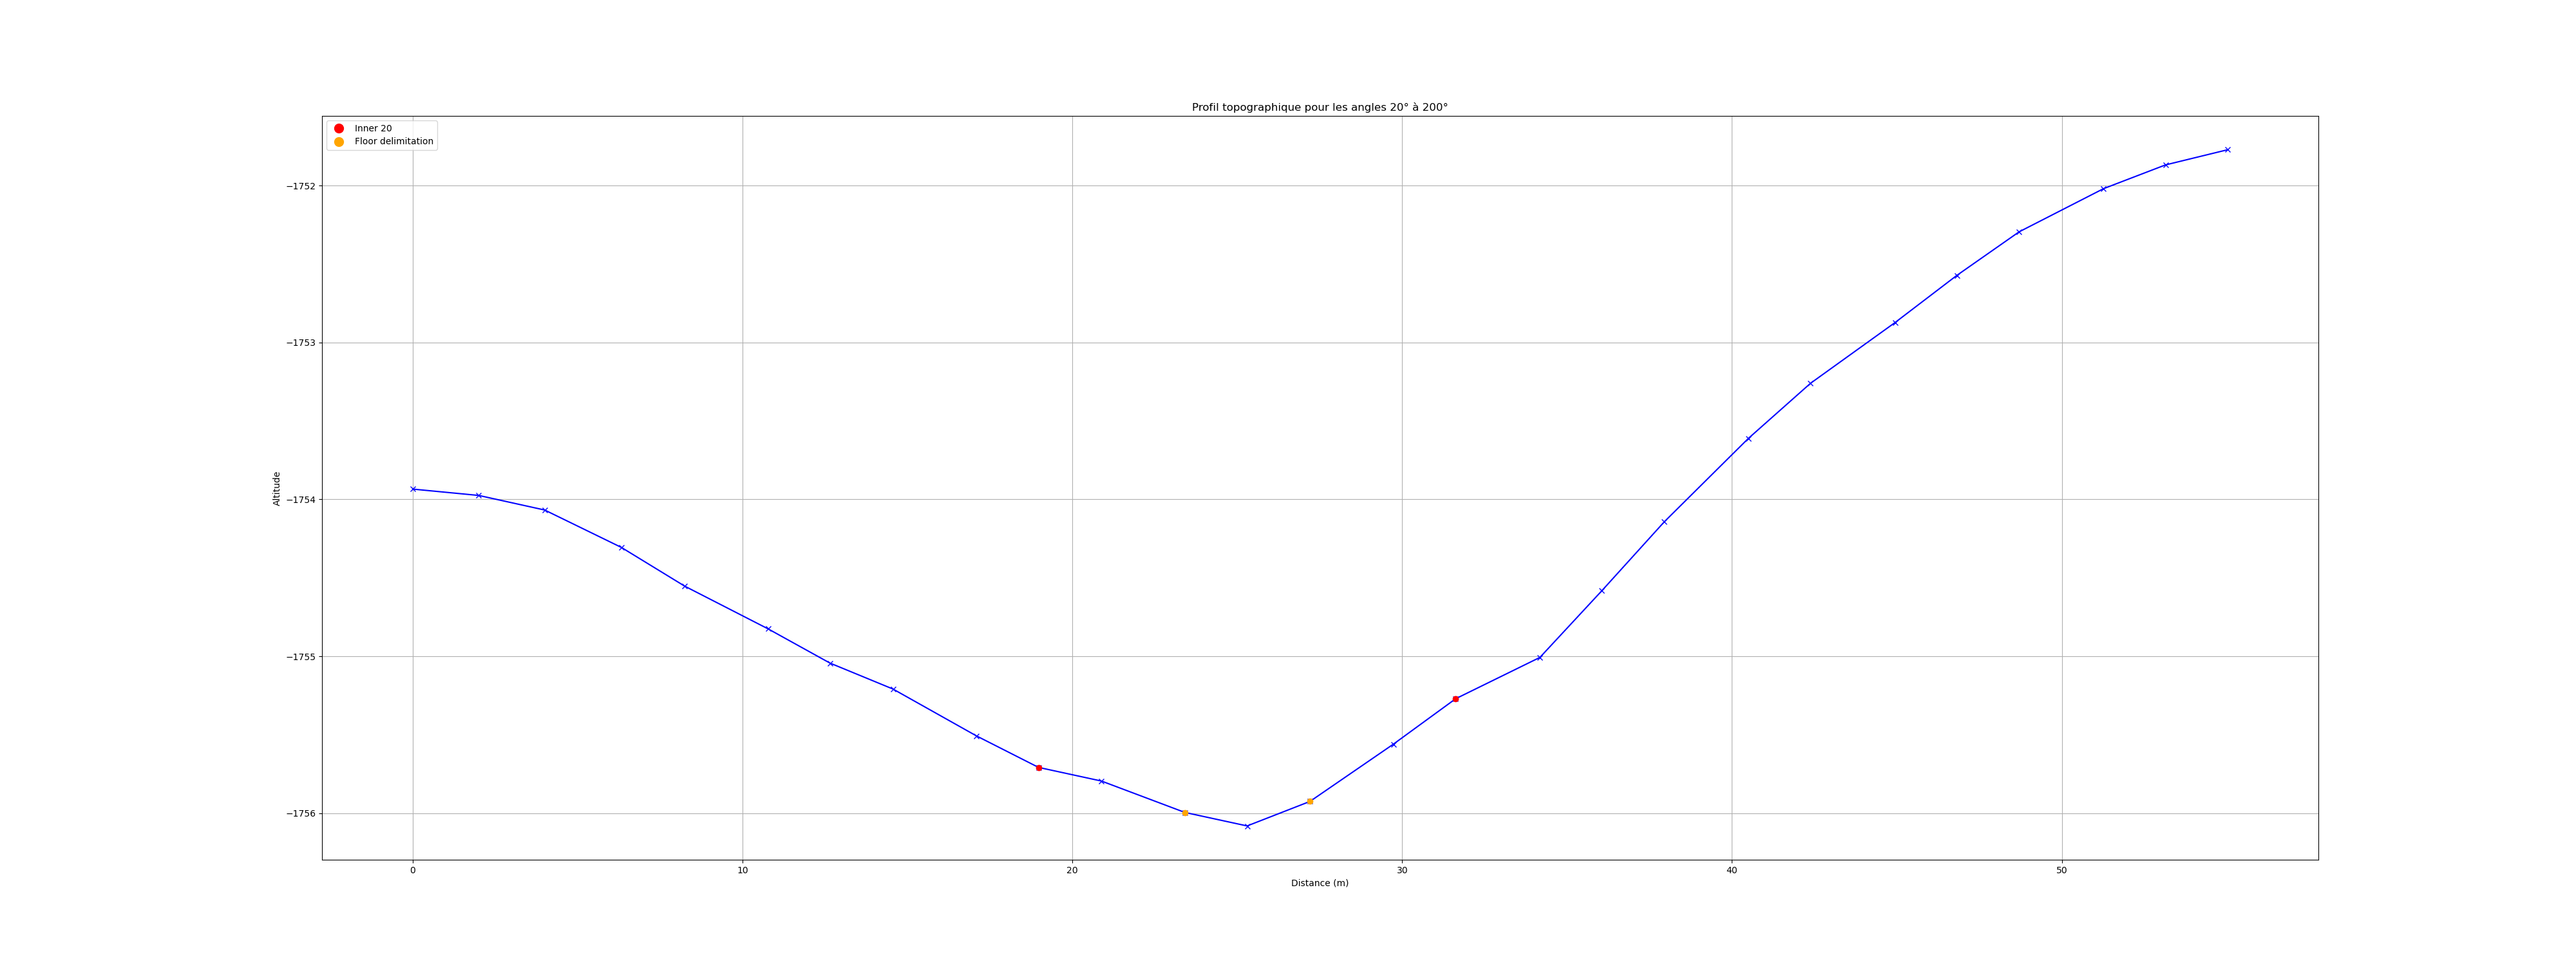 Profil topographique pour les angles 20° à 200°
Inner 20
Floor delimitation
−1752
−1753
−1754
−1755
−1756
Altitude
0 10 20 30 40 50
Distance (m)